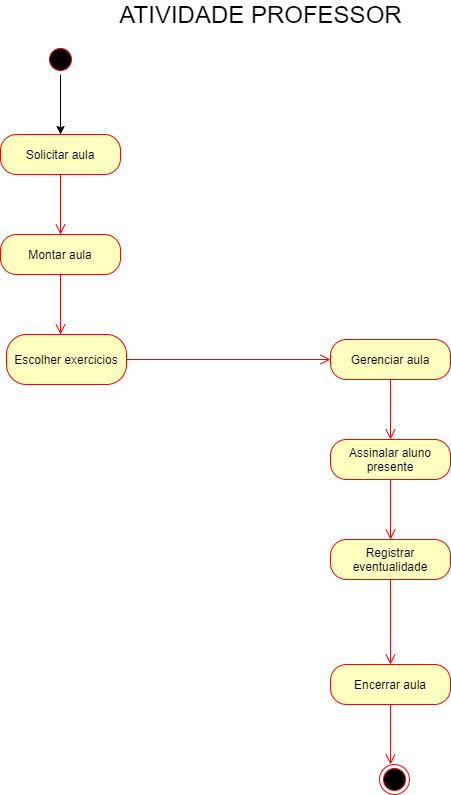 ATIVIDADE PROFESSOR
Solicitar aula
Montar aula
Escolher exercicios
Gerenciar aula
Assinalar aluno
presente
Registrar
eventualidade
Encerrar aula